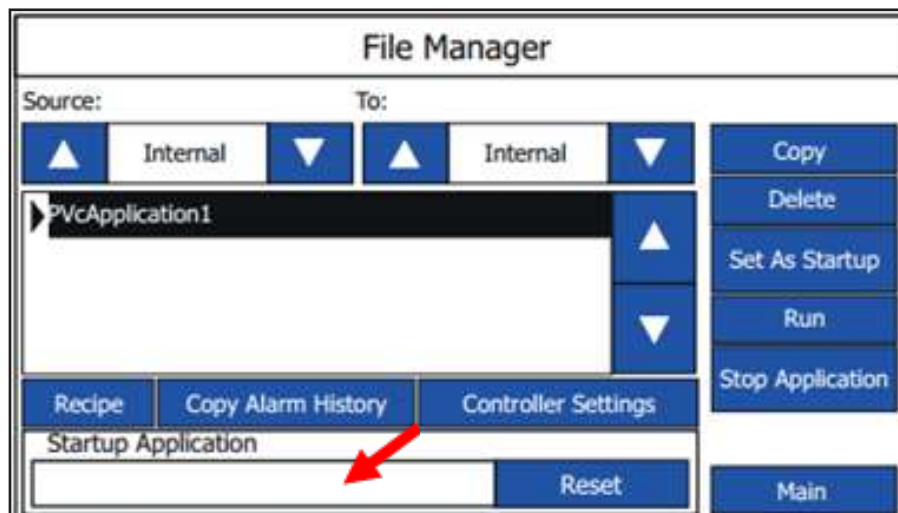 File Manager
Source: To:
Internal Internal
Copy
PVcApplication1
Delete
Set As Startup
Run
Stop Application
Recipe Copy Alarm History Controller Settings
Startup Application
Reset
Main